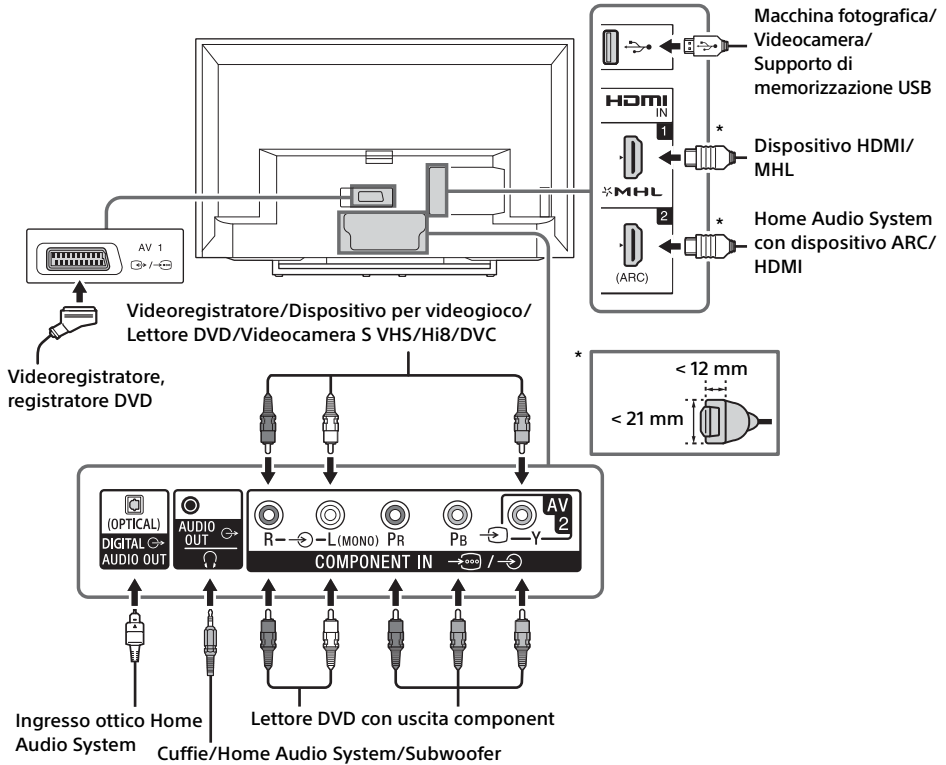 Macchina fotografica/
Videocamera/
Supporto di
memorizzazione USB
HDMI
IN
1
*
Dispositivo HDMI/
MHL
MHL
2
*
Home Audio System
con dispositivo ARC/
HDMI
(ARC)
AV 1
/
Videoregistratore,
registratore DVD
Videoregistratore/Dispositivo per videogioco/
Lettore DVD/Videocamera S VHS/Hi8/DVC
*
< 12 mm
< 21 mm
(OPTICAL)
DIGITAL
AUDIO OUT
AUDIO
OUT
R
L(MONO)
PR
PB
Y
AV
2
COMPONENT IN /
Ingresso ottico Home
Audio System
Cuffie/Home Audio System/Subwoofer
Lettore DVD con uscita component